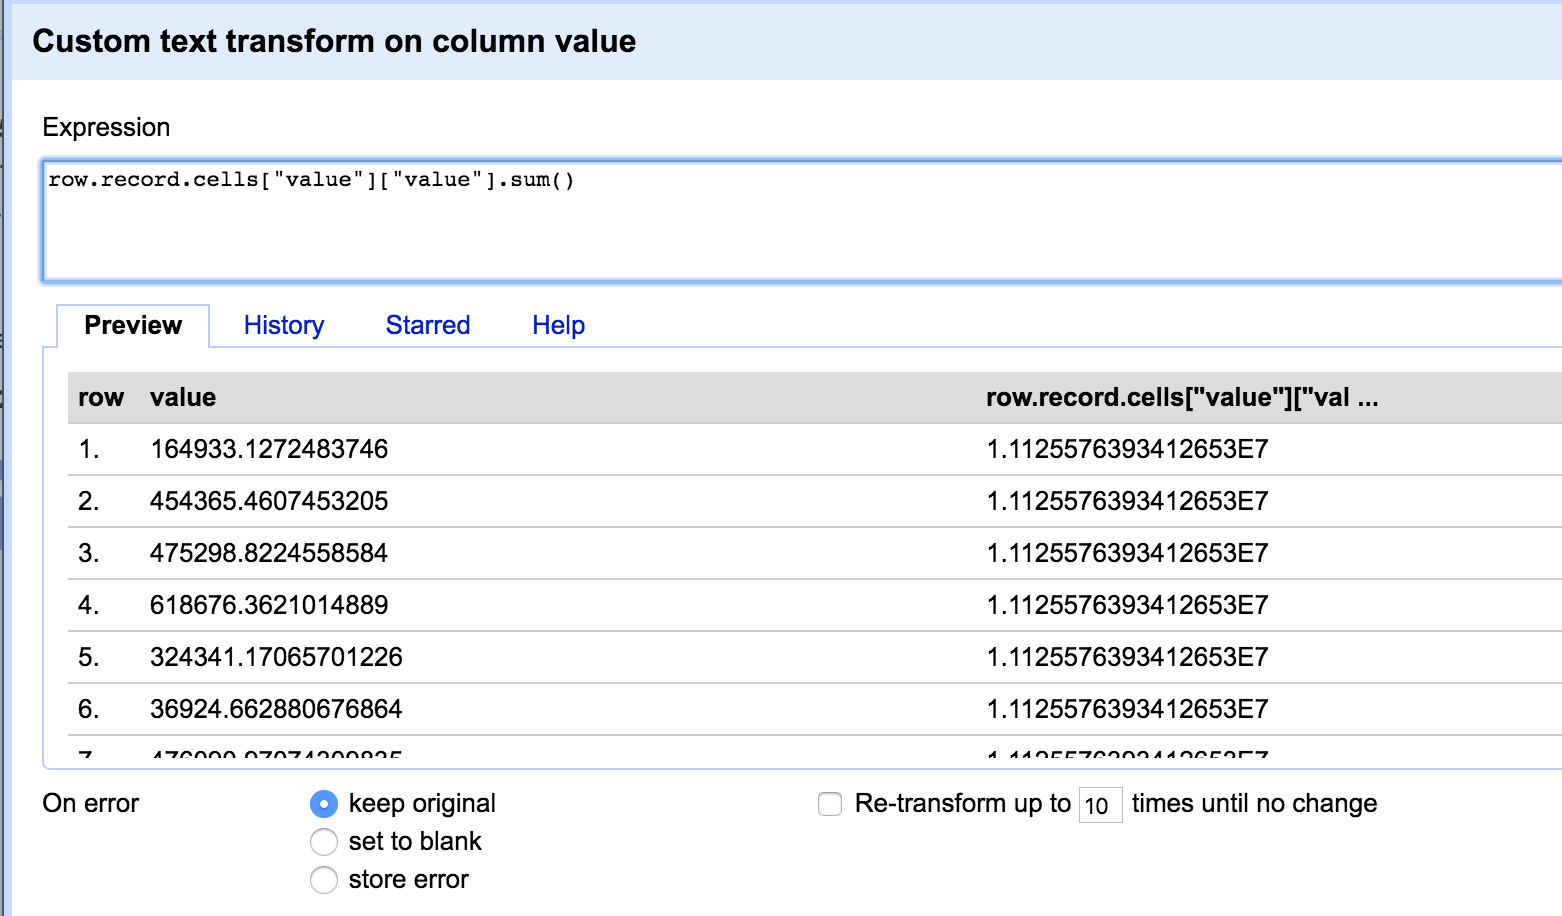 Custom text transform on column value
Expression
row.record.cells["value"]["value"].sum()
Preview History Starred Help
row value row.record.cells["value"]["val ...
1. 164933.1272483746 1.1125576393412653E7
2. 454365.4607453205 1.1125576393412653E7
3. 475298.8224558584 1.1125576393412653E7
4. 618676.3621014889 1.1125576393412653E7
5. 324341.17065701226 1.1125576393412653E7
6. 36924.662880676864 1.1125576393412653E7
7. 1.1125576393412653E7
On error keep original Re-transform up to 10 times until no change
set to blank
store error